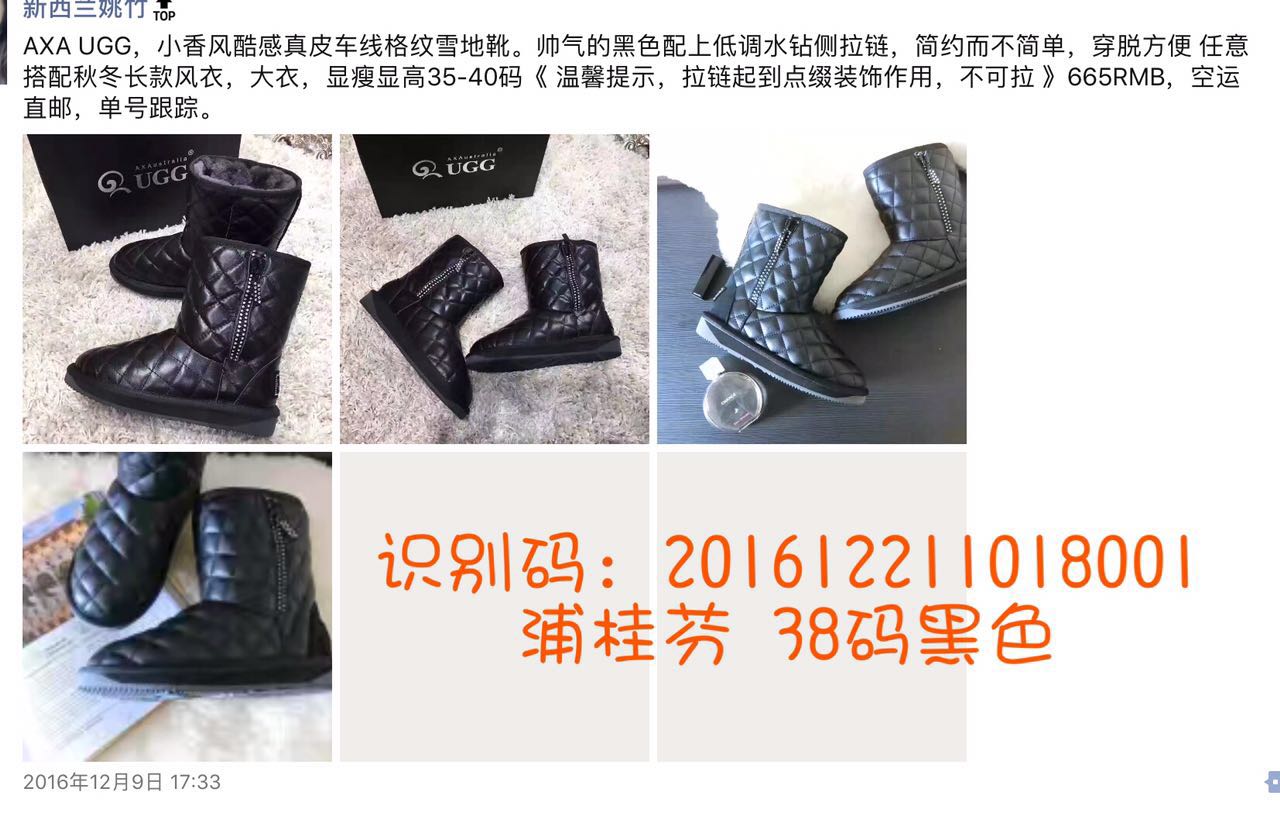 新西兰姚竹 TOP
AXA UGG，小香风酷感真皮车线格纹雪地靴。帅气的黑色配上低调水钻侧拉链，简约而不简单，穿脱方便 任意
搭配秋冬长款风衣，大衣，显瘦显高35-40码《 温馨提示，拉链起到点缀装饰作用，不可拉 》665RMB，空运
直邮，单号跟踪。
AXAustralia
UGG
AXAustralia
UGG
识别码：201612211018001
浦桂芬 38码黑色
2016年12月9日 17:33